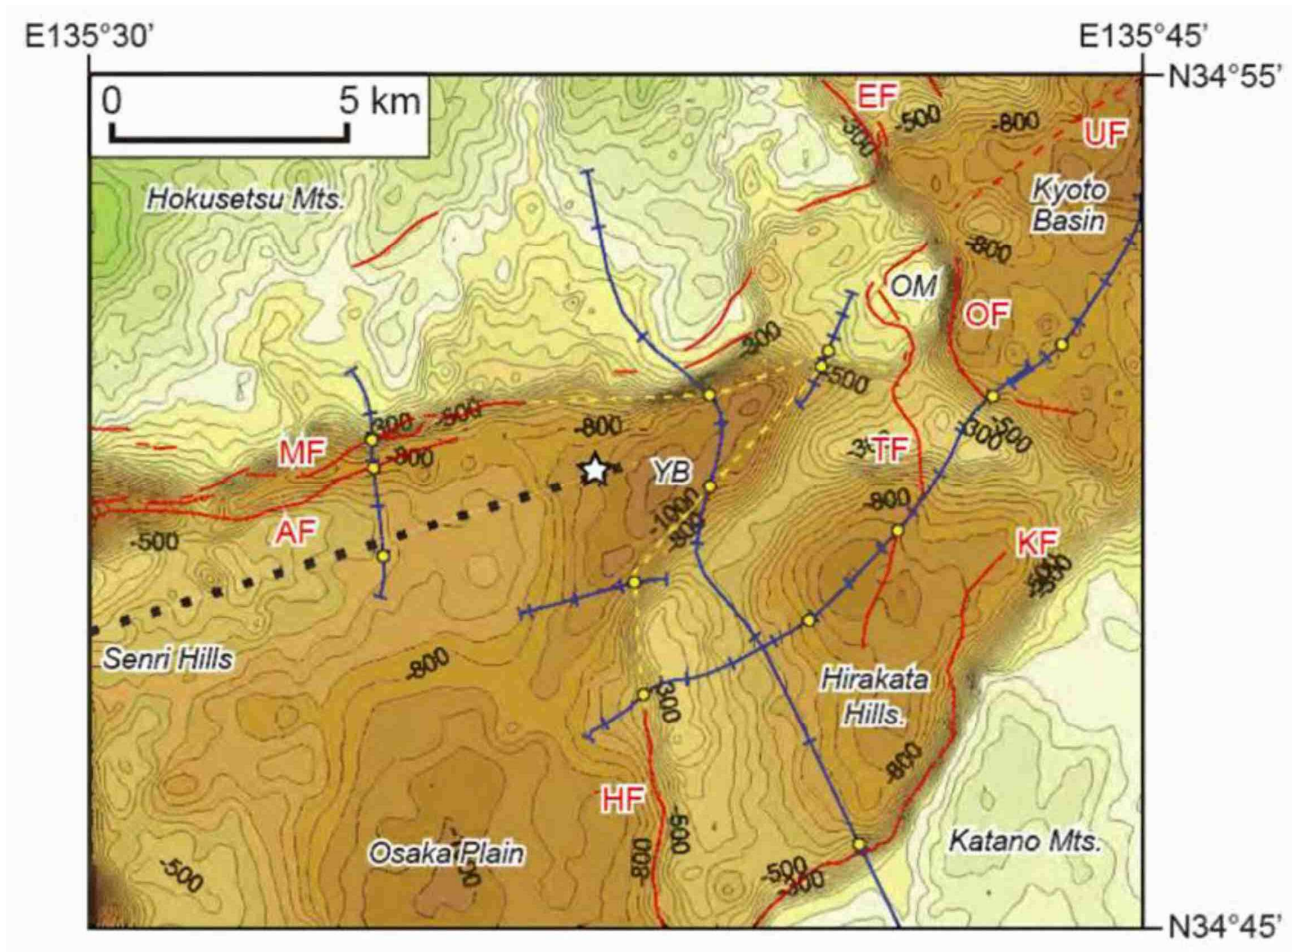 E135°30’
E135°45’
N34°55’
0 5 km
EF
-500
-800
UF
-300
Hokusetsu Mts.
Kyoto
Basin
-800
OM
OF
-300
-500
-300
-500
-800
-300
-500
MF
-800
YB
TF
-800
AF
-500
-1000
-800
KF
-500
-300
Senri Hills
-800
Hirakata
Hills.
-300
-800
HF
-500
-800
Osaka Plain
Katano Mts.
-500
-500
-300
N34°45’